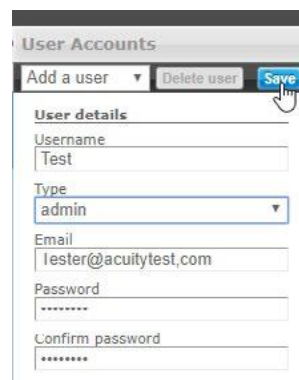 User Accounts
Add a user Delete user Save
User details
Username
Test
Type
admin
Email
Tester@acuitytest,com
Password
••••••••
Confirm password
••••••••